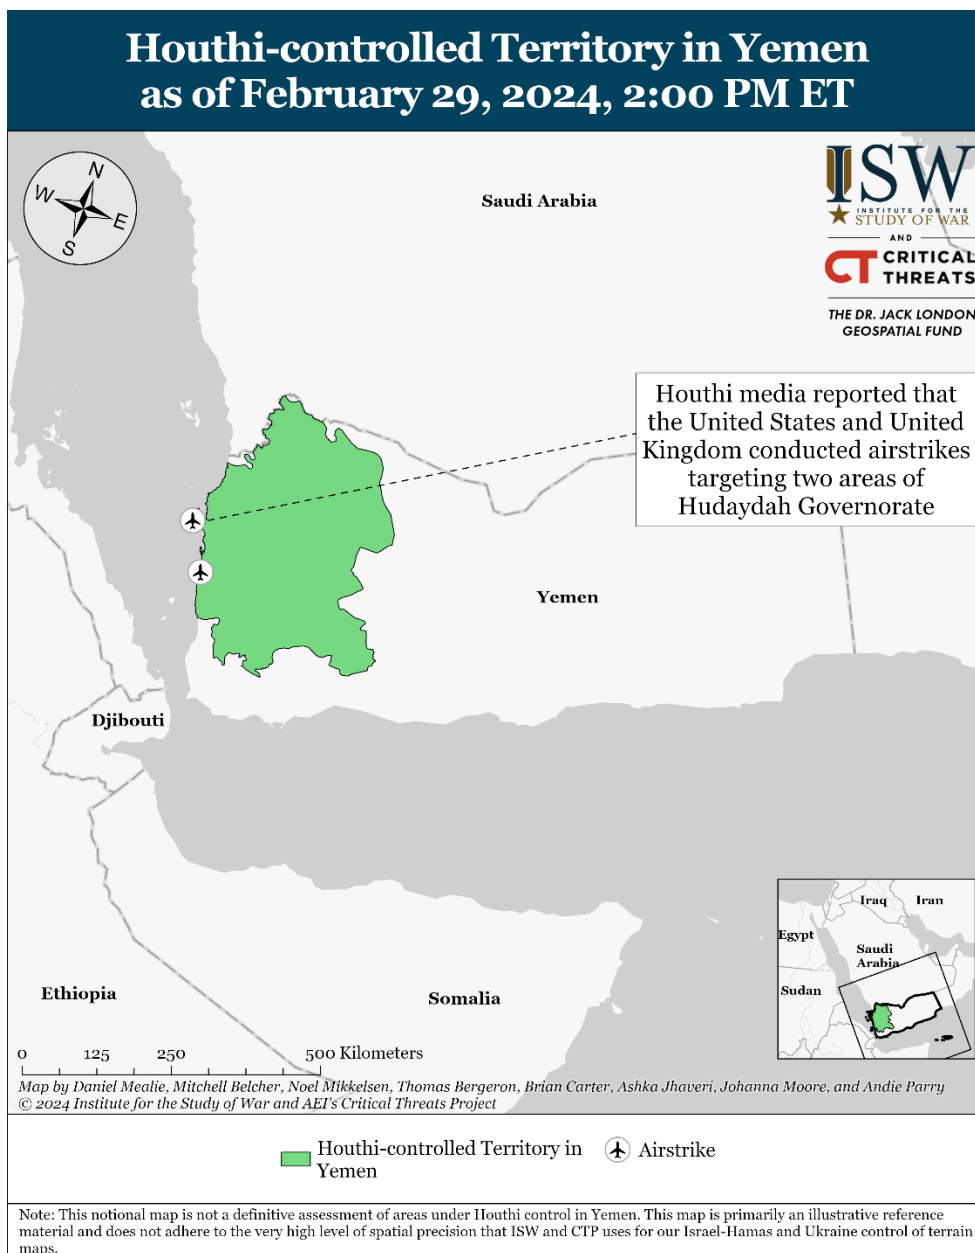 Houthi-controlled Territory in Yemen
as of February 29, 2024, 2:00 PM ET
N
W
E
S
Saudi Arabia
ISW
INSTITUTE FOR THE
STUDY OF WAR
AND
CT CRITICAL
THREATS
THE DR. JACK LONDON
GEOSPATIAL FUND
Houthi media reported that
the United States and United
Kingdom conducted airstrikes
targeting two areas of
Hudaydah Governorate
Yemen
Djibouti
Ethiopia
Somalia
Iraq
Iran
Egypt
Saudi
Arabia
Sudan
0 125 250 500 Kilometers
Map by Daniel Mealie, Mitchell Belcher, Noel Mikkelsen, Thomas Bergeron, Brian Carter, Ashka Jhaveri, Johanna Moore, and Andie Parry
© 2024 Institute for the Study of War and AEI's Critical Threats Project
Houthi-controlled Territory in
Yemen
Airstrike
Note: This notional map is not a definitive assessment of areas under Houthi control in Yemen. This map is primarily an illustrative reference
material and does not adhere to the very high level of spatial precision that ISW and CTP uses for our Israel-Hamas and Ukraine control of terrain
maps.